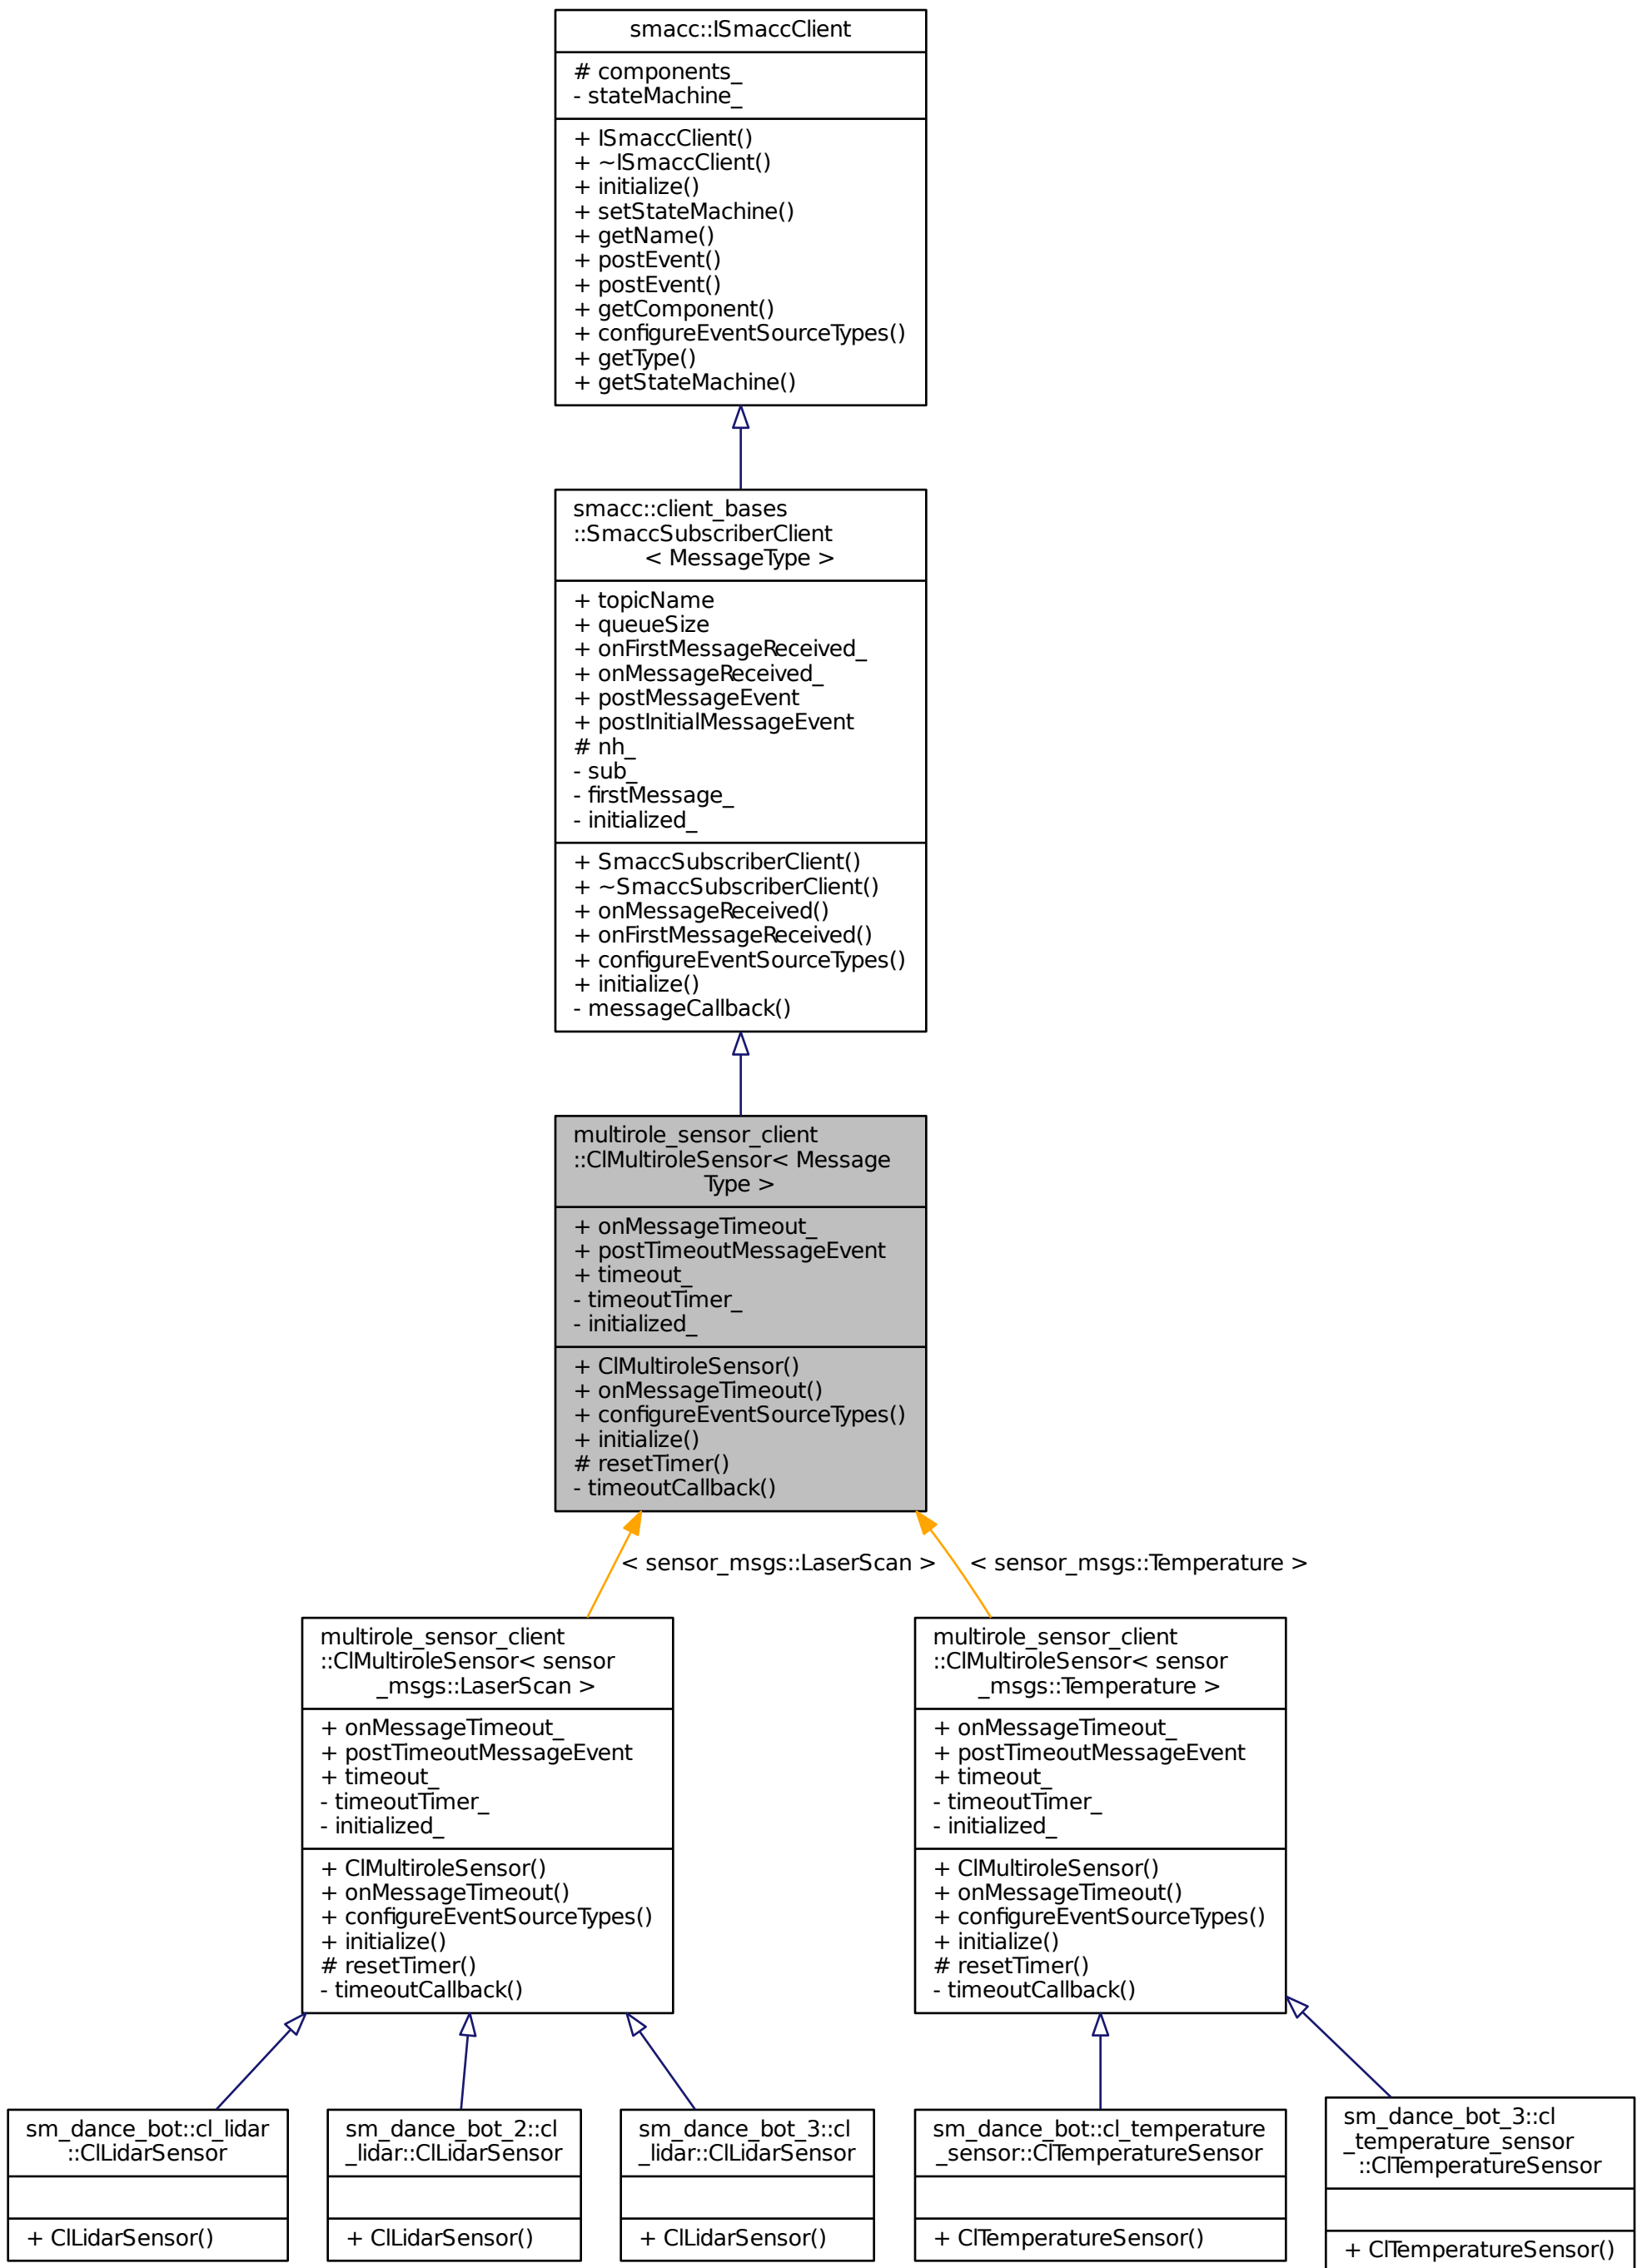 smacc::ISmaccClient
# components_
- stateMachine_
+ ISmaccClient()
+ ~ISmaccClient()
+ initialize()
+ setStateMachine()
+ getName()
+ postEvent()
+ postEvent()
+ getComponent()
+ configureEventSourceTypes()
+ getType()
+ getStateMachine()
smacc::client_bases
::SmaccSubscriberClient
< MessageType >
+ topicName
+ queueSize
+ onFirstMessageReceived_
+ onMessageReceived_
+ postMessageEvent
+ postInitialMessageEvent
# nh_
- sub_
- firstMessage_
- initialized_
+ SmaccSubscriberClient()
+ ~SmaccSubscriberClient()
+ onMessageReceived()
+ onFirstMessageReceived()
+ configureEventSourceTypes()
+ initialize()
- messageCallback()
multirole_sensor_client
::ClMultiroleSensor< Message
Type >
+ onMessageTimeout_
+ postTimeoutMessageEvent
+ timeout_
- timeoutTimer_
- initialized_
+ ClMultiroleSensor()
+ onMessageTimeout()
+ configureEventSourceTypes()
+ initialize()
# resetTimer()
- timeoutCallback()
< sensor_msgs::LaserScan >
< sensor_msgs::Temperature >
multirole_sensor_client
::ClMultiroleSensor< sensor
_msgs::LaserScan >
+ onMessageTimeout_
+ postTimeoutMessageEvent
+ timeout_
- timeoutTimer_
- initialized_
+ ClMultiroleSensor()
+ onMessageTimeout()
+ configureEventSourceTypes()
+ initialize()
# resetTimer()
- timeoutCallback()
multirole_sensor_client
::ClMultiroleSensor< sensor
_msgs::Temperature >
+ onMessageTimeout_
+ postTimeoutMessageEvent
+ timeout_
- timeoutTimer_
- initialized_
+ ClMultiroleSensor()
+ onMessageTimeout()
+ configureEventSourceTypes()
+ initialize()
# resetTimer()
- timeoutCallback()
sm_dance_bot::cl_lidar
::ClLidarSensor
+ ClLidarSensor()
sm_dance_bot_2::cl
_lidar::ClLidarSensor
+ ClLidarSensor()
sm_dance_bot_3::cl
_lidar::ClLidarSensor
+ ClLidarSensor()
sm_dance_bot::cl_temperature
_sensor::ClTemperatureSensor
+ ClTemperatureSensor()
sm_dance_bot_3::cl
_temperature_sensor
::ClTemperatureSensor
+ ClTemperatureSensor()